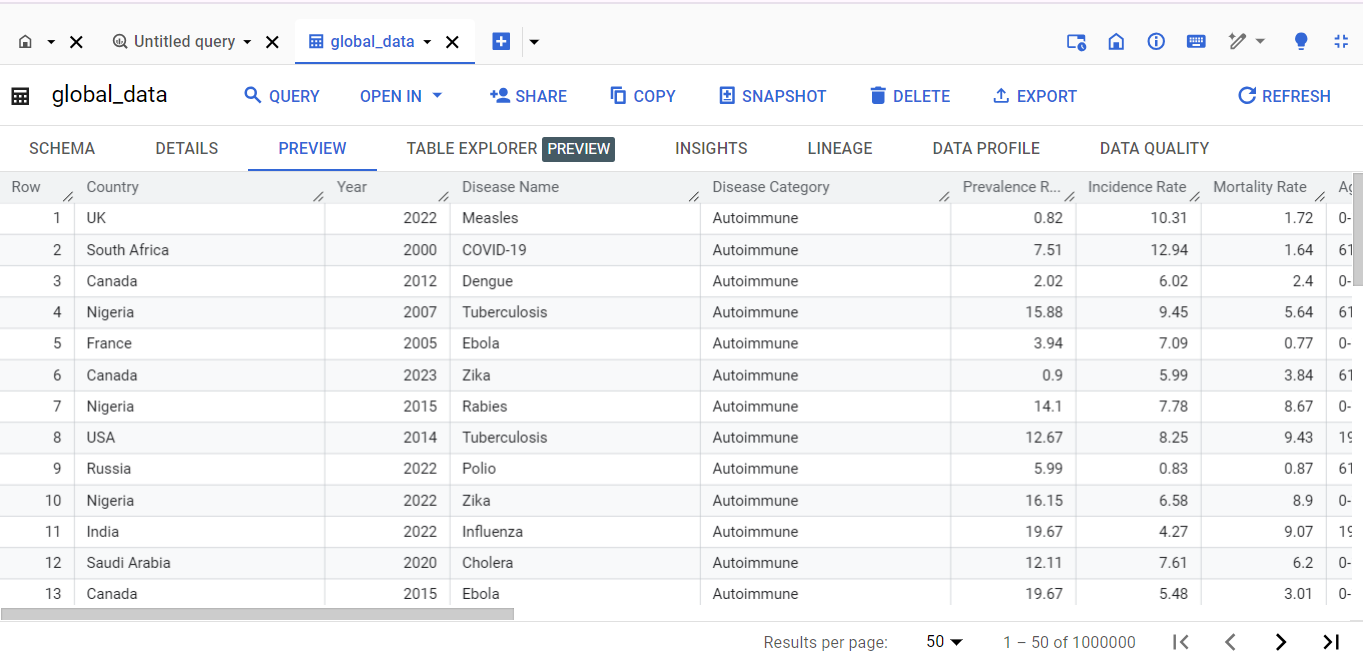 Untitled query global_data
global_data QUERY OPEN IN SHARE COPY SNAPSHOT DELETE EXPORT REFRESH
SCHEMA DETAILS PREVIEW TABLE EXPLORER PREVIEW INSIGHTS LINEAGE DATA PROFILE DATA QUALITY
Row Country Year Disease Name Disease Category Prevalence R... Incidence Rate Mortality Rate
1 UK 2022 Measles Autoimmune 0.82 10.31 1.72 0-
2 South Africa 2000 COVID-19 Autoimmune 7.51 12.94 1.64 61
3 Canada 2012 Dengue Autoimmune 2.02 6.02 2.4 0-
4 Nigeria 2007 Tuberculosis Autoimmune 15.88 9.45 5.64 61
5 France 2005 Ebola Autoimmune 3.94 7.09 0.77 0-
6 Canada 2023 Zika Autoimmune 0.9 5.99 3.84 61
7 Nigeria 2015 Rabies Autoimmune 14.1 7.78 8.67 0-
8 USA 2014 Tuberculosis Autoimmune 12.67 8.25 9.43 19
9 Russia 2022 Polio Autoimmune 5.99 0.83 0.87 61
10 Nigeria 2022 Zika Autoimmune 16.15 6.58 8.9 0-
11 India 2022 Influenza Autoimmune 19.67 4.27 9.07 19
12 Saudi Arabia 2020 Cholera Autoimmune 12.11 7.61 6.2 0-
13 Canada 2015 Ebola Autoimmune 19.67 5.48 3.01 0-
Results per page: 50 1 – 50 of 1000000